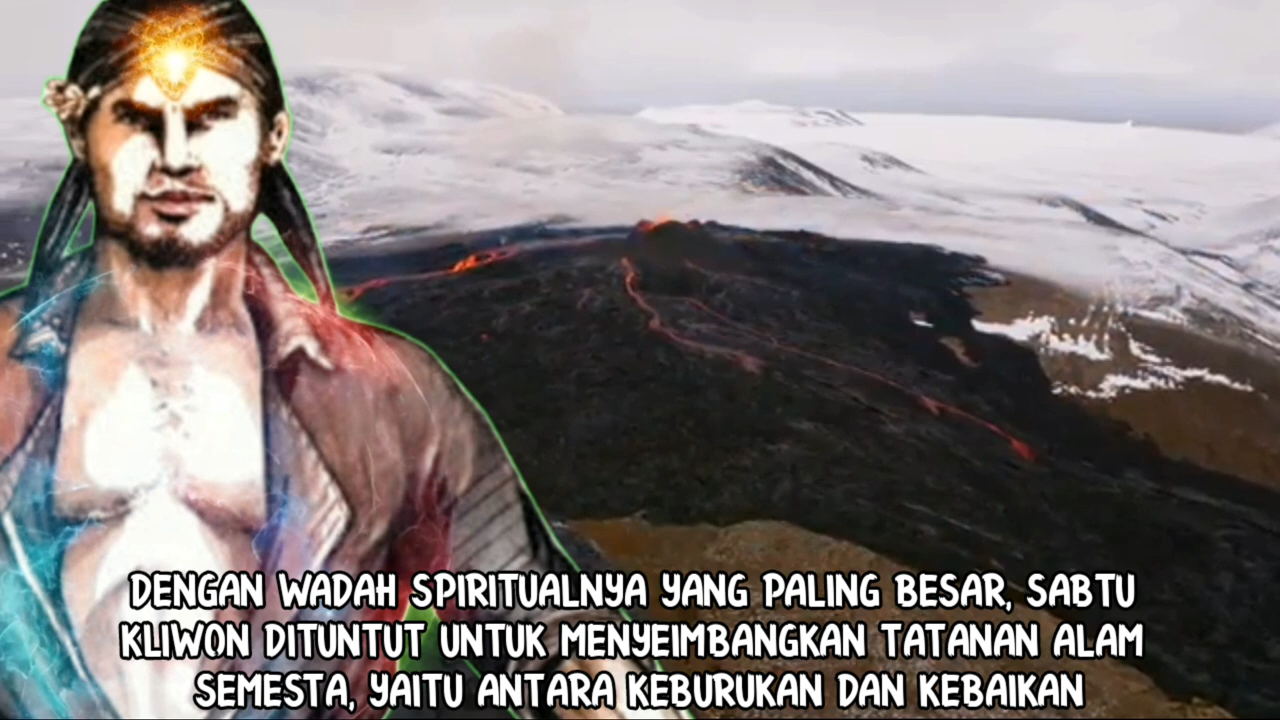 DENGAN WADAH SPIRITUALNYA YANG PALING BESAR, SABTU
KLIWON DITUNTUT UNTUK MENYEIMBANGKAN TATANAN ALAM
SEMESTA, YAITU ANTARA KEBURUKAN DAN KEBAIKAN